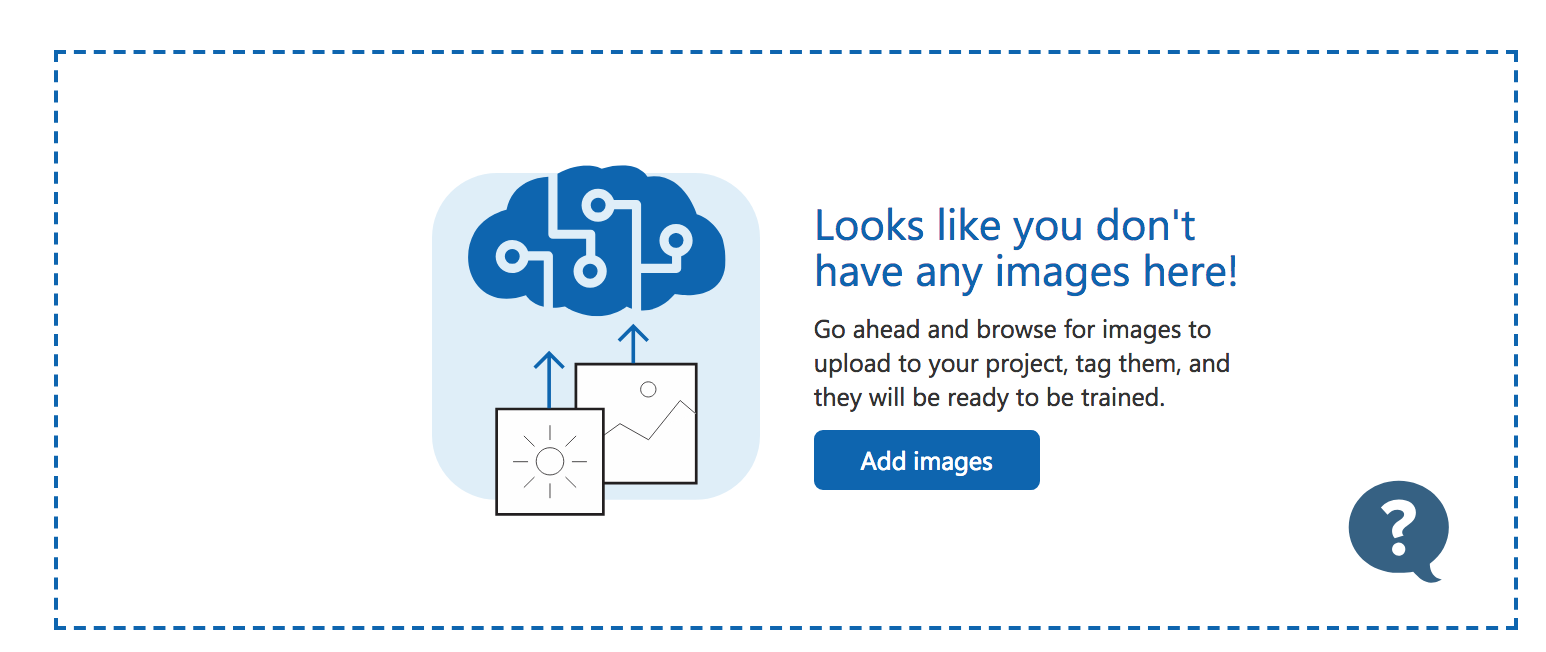 Looks like you don't
have any images here!
Go ahead and browse for images to
upload to your project, tag them, and
they will be ready to be trained.
Add images
?